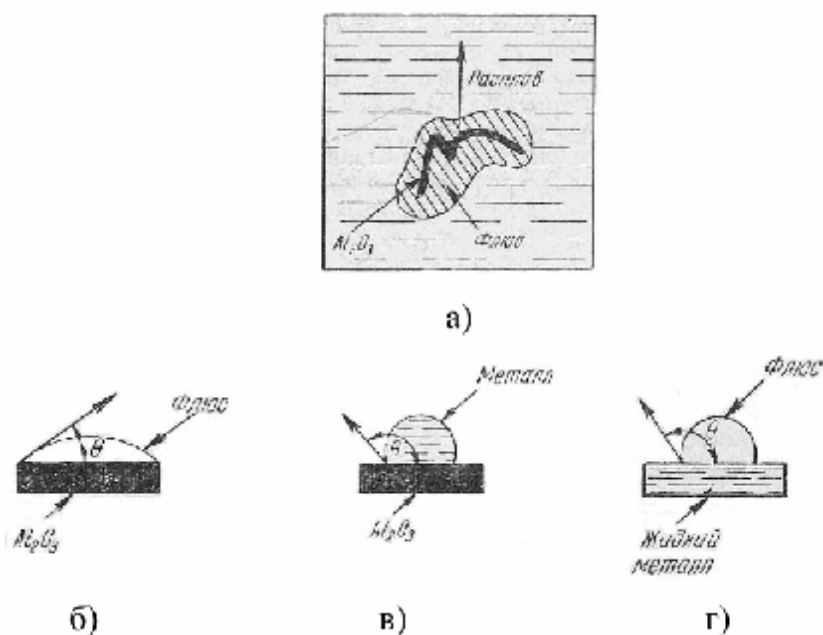 Расплав
Al₂O₃
Флюс
а)
Флюс
θ
Al₂O₃
Металл
θ
Al₂O₃
Флюс
θ
Жидкий
металл
б)
в)
г)